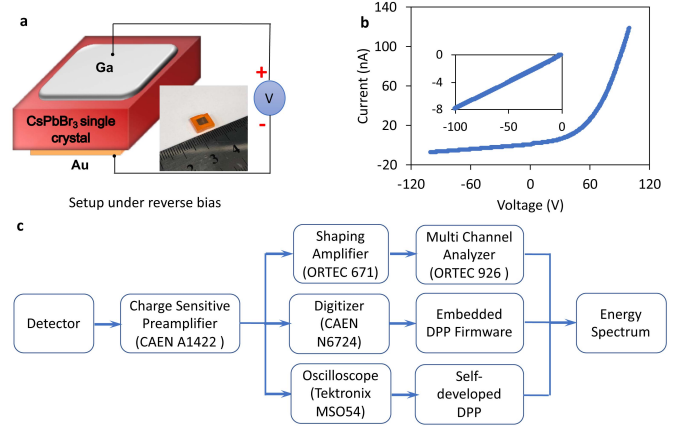 a
Ga
CsPbBr3 single
crystal
Au
+
V
-
2 3 4
Setup under reverse bias
b
Current (nA)
140
100
60
20
-20
-120 -60 0 60 120
Voltage (V)
0
-4
-8
-100 -50 0
c
Detector
Charge Sensitive
Preamplifier
(CAEN A1422 )
Shaping
Amplifier
(ORTEC 671)
Multi Channel
Analyzer
(ORTEC 926 )
Digitizer
(CAEN
N6724)
Embedded
DPP Firmware
Oscilloscope
(Tektronix
MSO54)
Self-
developed
DPP
Energy
Spectrum